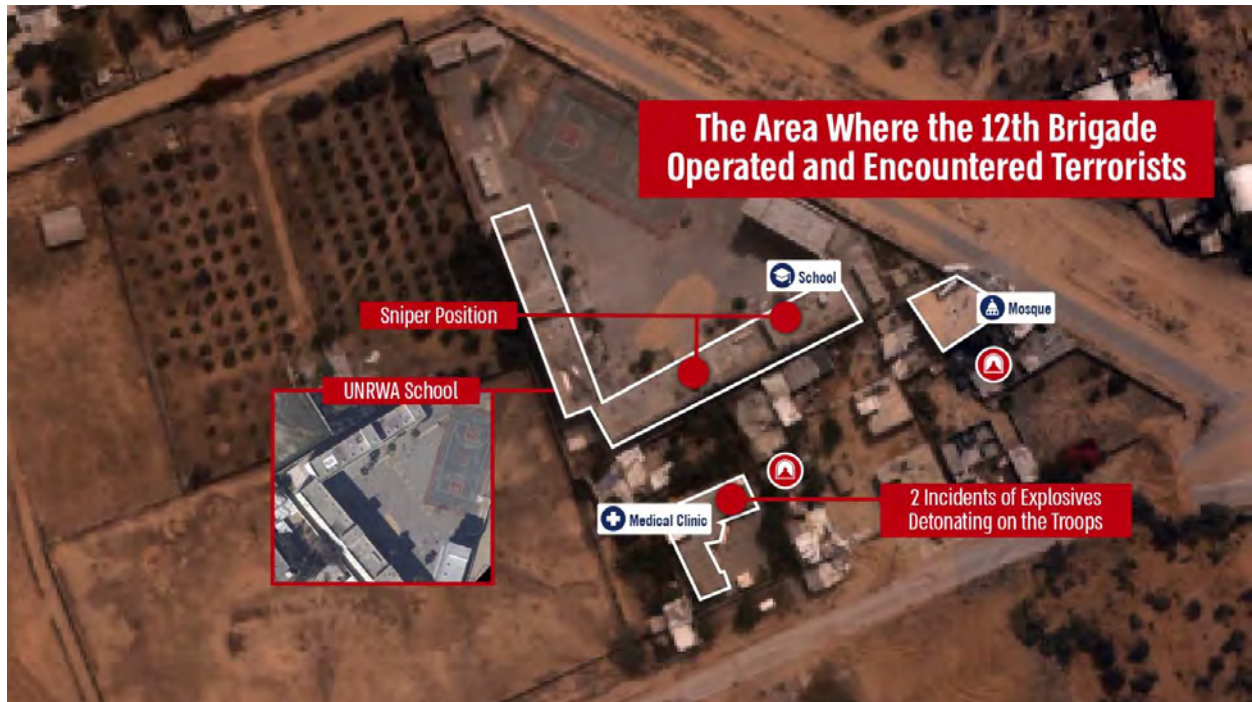 The Area Where the 12th Brigade
Operated and Encountered Terrorists
School
Mosque
Sniper Position
UNRWA School
2 Incidents of Explosives
Detonating on the Troops
Medical Clinic